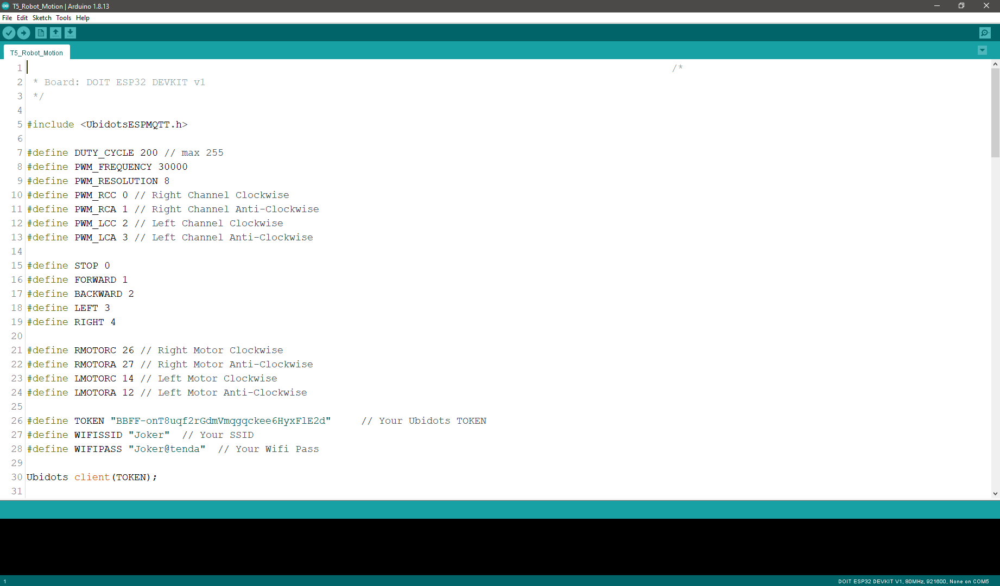 T5_Robot_Motion | Arduino 1.8.13
File Edit Sketch Tools Help
T5_Robot_Motion
1 /*
2 * Board: DOIT ESP32 DEVKIT v1
3 */
4
5 #include <UbidotsESPMQTT.h>
6
7 #define DUTY_CYCLE 200 // max 255
8 #define PWM_FREQUENCY 30000
9 #define PWM_RESOLUTION 8
10 #define PWM_RCC 0 // Right Channel Clockwise
11 #define PWM_RCA 1 // Right Channel Anti-Clockwise
12 #define PWM_LCC 2 // Left Channel Clockwise
13 #define PWM_LCA 3 // Left Channel Anti-Clockwise
14
15 #define STOP 0
16 #define FORWARD 1
17 #define BACKWARD 2
18 #define LEFT 3
19 #define RIGHT 4
20
21 #define RMOTORC 26 // Right Motor Clockwise
22 #define RMOTORA 27 // Right Motor Anti-Clockwise
23 #define LMOTORC 14 // Left Motor Clockwise
24 #define LMOTORA 12 // Left Motor Anti-Clockwise
25
26 #define TOKEN "BBFF-onT8uqf2rGdmVmqgqckee6HyxFlE2d" // Your Ubidots TOKEN
27 #define WIFISSID "Joker" // Your SSID
28 #define WIFIPASS "Joker@tenda" // Your Wifi Pass
29
30 Ubidots client(TOKEN);
31
1
DOIT ESP32 DEVKIT V1, 80MHz, 921600, None on COM5